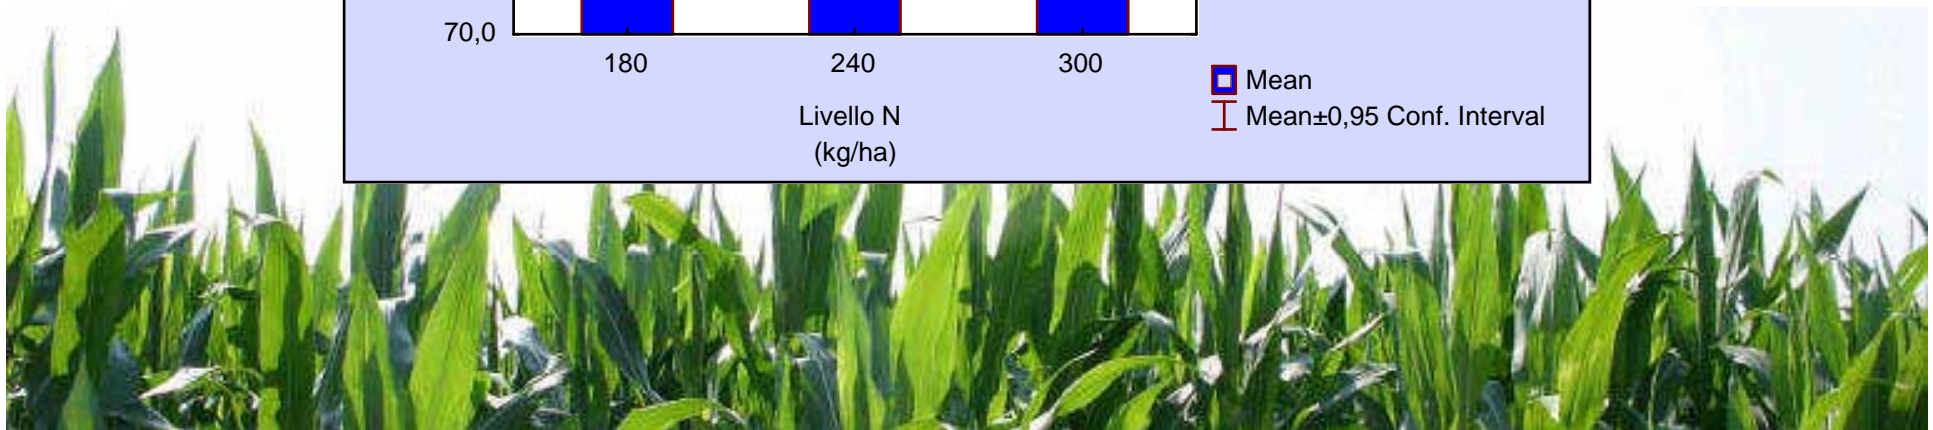 70,0
180 240 300
Mean
Mean±0,95 Conf. Interval
Livello N
(kg/ha)